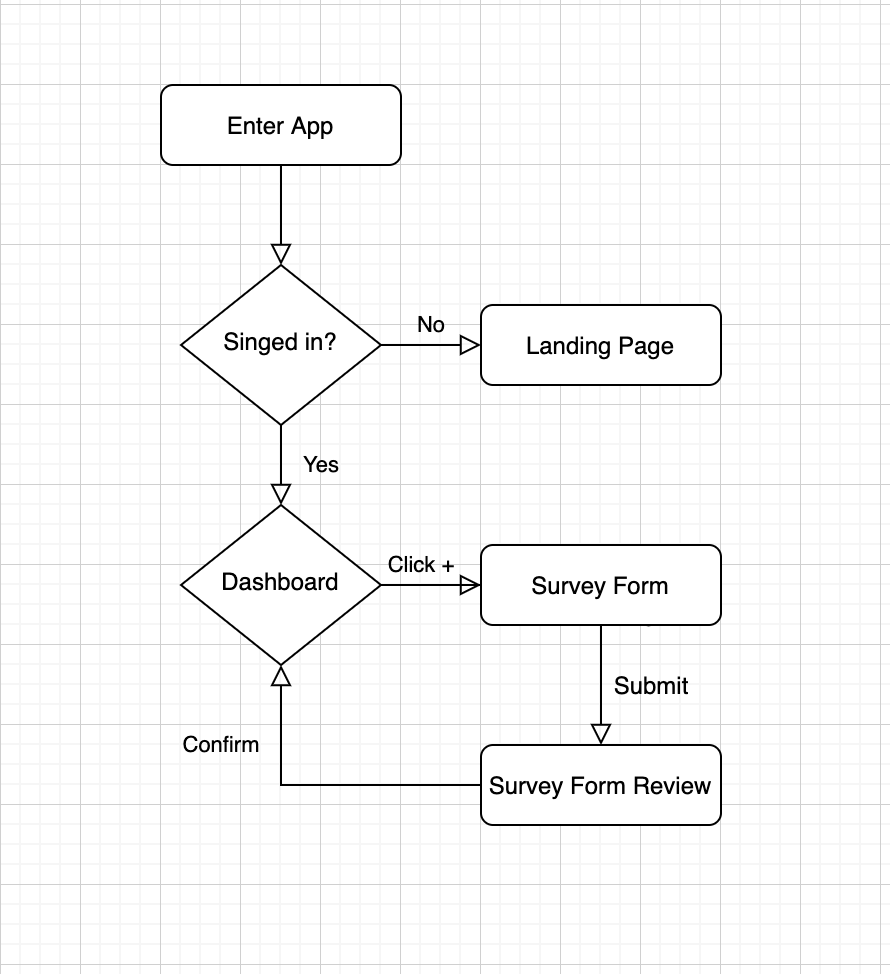 Enter App
Singed in?
No
Landing Page
Yes
Dashboard
Click +
Survey Form
Submit
Confirm
Survey Form Review